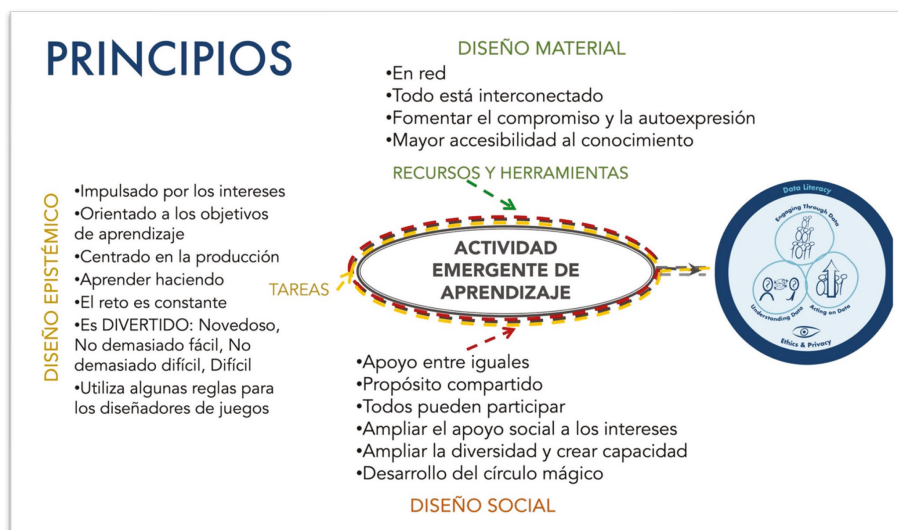 PRINCIPIOS
DISEÑO MATERIAL
•En red
•Todo está interconectado
•Fomentar el compromiso y la autoexpresión
•Mayor accesibilidad al conocimiento
RECURSOS Y HERRAMIENTAS
DISEÑO EPISTÉMICO
•Impulsado por los intereses
•Orientado a los objetivos
de aprendizaje
•Centrado en la producción
•Aprender haciendo
•El reto es constante
•Es DIVERTIDO: Novedoso,
No demasiado fácil, No
demasiado difícil, Difícil
•Utiliza algunas reglas para
los diseñadores de juegos
TAREAS
ACTIVIDAD
EMERGENTE DE
APRENDIZAJE
Data Literacy
Engaging Through Data
Understanding Data
Acting on Data
Ethics & Privacy
•Apoyo entre iguales
•Propósito compartido
•Todos pueden participar
•Ampliar el apoyo social a los intereses
•Ampliar la diversidad y crear capacidad
•Desarrollo del círculo mágico
DISEÑO SOCIAL